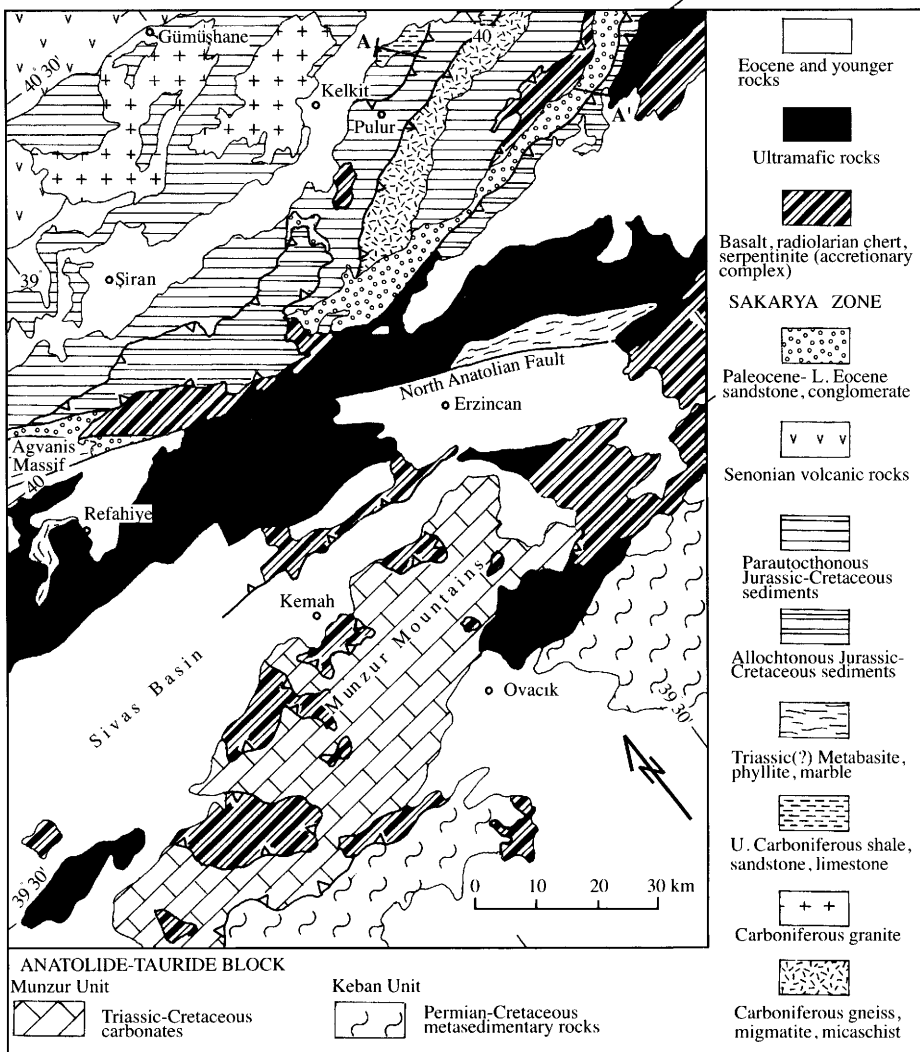 Gümüşhane
A
40
40° 30'
Kelkit
Pulur
A'
39°
Şiran
North Anatolian Fault
Erzincan
Agvanis
Massif
?
40
Refahiye
Kemah
Munzur Mountains
Sivas Basin
Ovacık
39° 30'
39° 30'
0 10 20 30 km
Eocene and younger
rocks
Ultramafic rocks
Basalt, radiolarian chert,
serpentinite (accretionary
complex)
SAKARYA ZONE
Paleocene- L. Eocene
sandstone, conglomerate
Senonian volcanic rocks
Parautocthonous
Jurassic-Cretaceous
sediments
Allochtonous Jurassic-
Cretaceous sediments
Triassic(?) Metabasite,
phyllite, marble
U. Carboniferous shale,
sandstone, limestone
Carboniferous granite
Carboniferous gneiss,
migmatite, micaschist
ANATOLIDE-TAURIDE BLOCK
Munzur Unit
Triassic-Cretaceous
carbonates
Keban Unit
Permian-Cretaceous
metasedimentary rocks